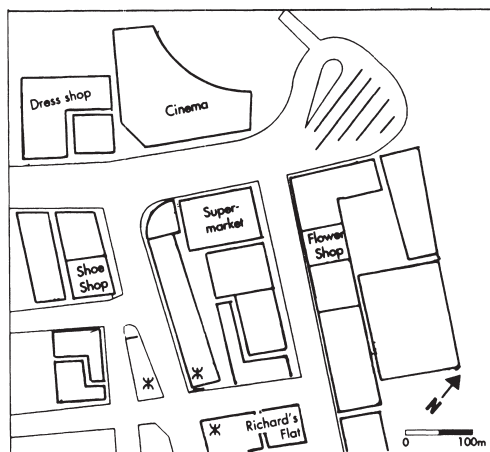 Dress shop
Cinema
Super-
market
Flower
Shop
Shoe
Shop
Richard's
Flat
N
0 100m